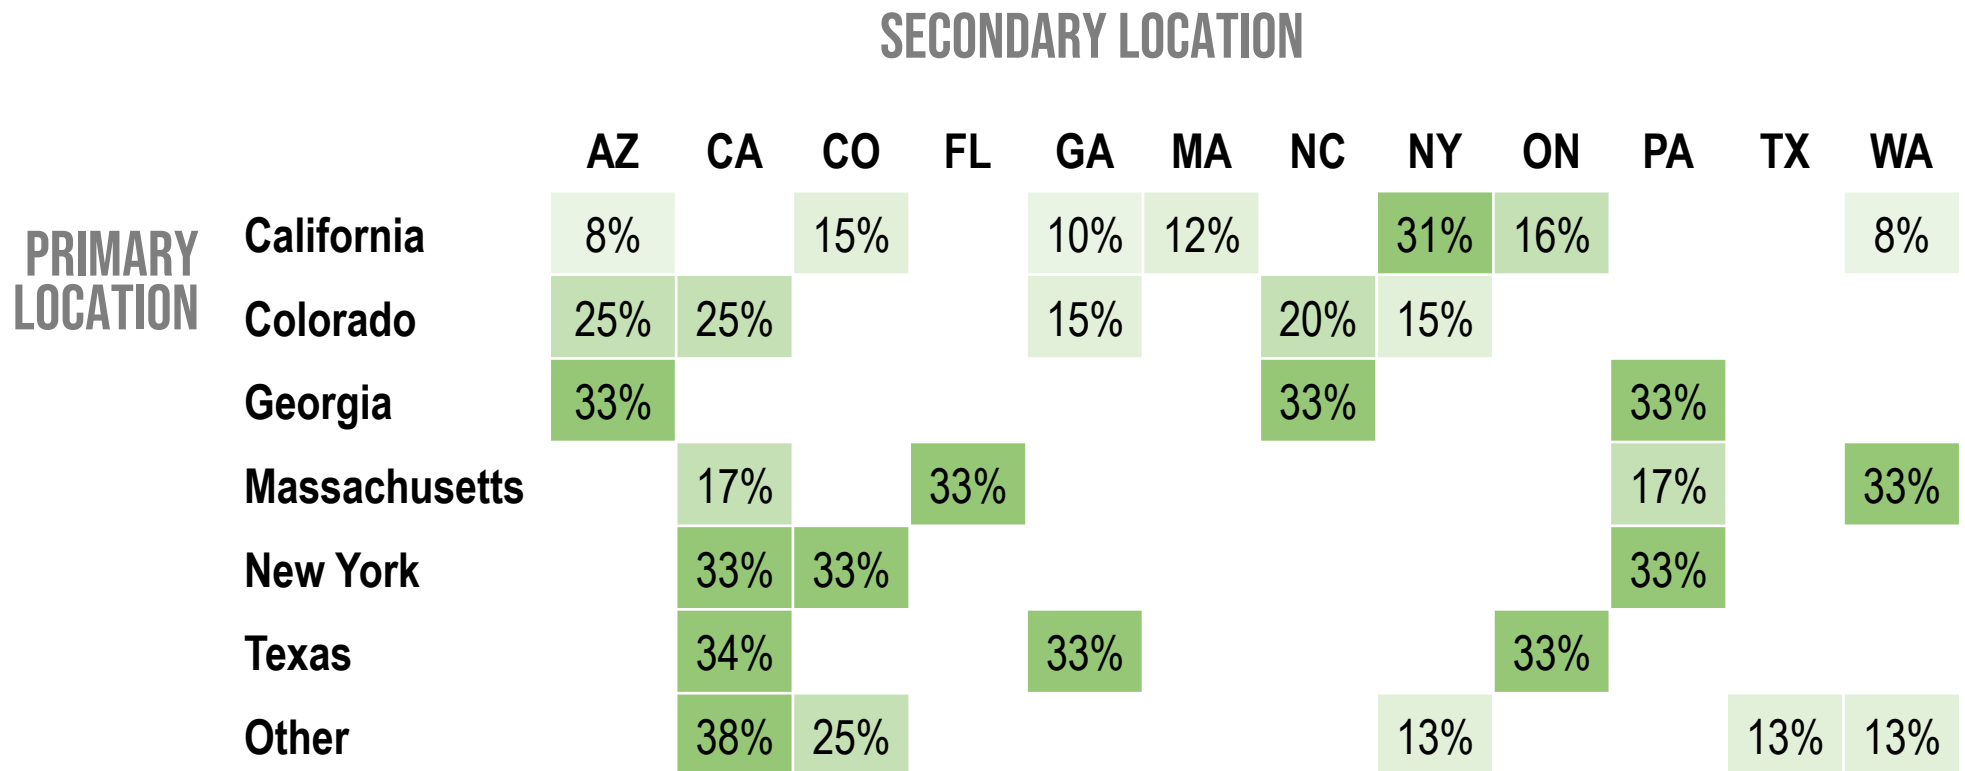 SECONDARY LOCATION
AZ CA CO FL GA MA NC NY ON PA TX WA
PRIMARY
LOCATION
California 8% 15% 10% 12% 31% 16% 8%
Colorado 25% 25% 15% 20% 15%
Georgia 33% 33% 33%
Massachusetts 17% 33% 17% 33%
New York 33% 33% 33%
Texas 34% 33% 33%
Other 38% 25% 13% 13% 13%